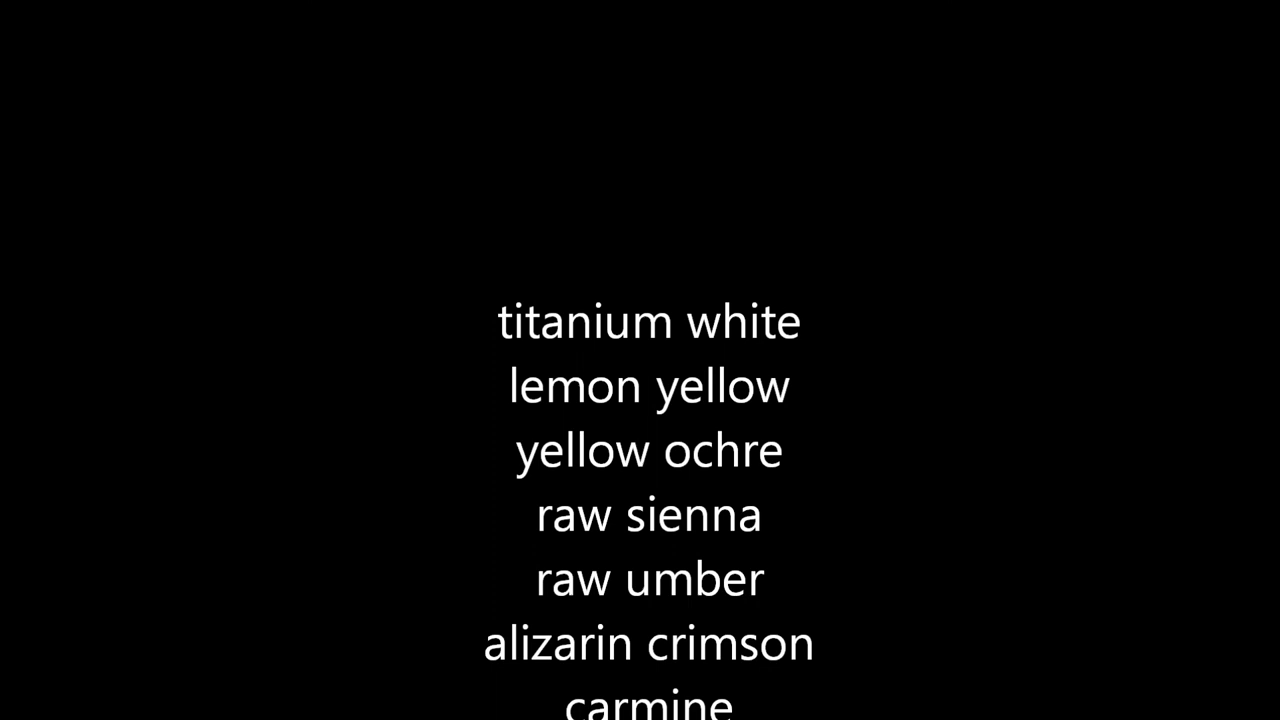 titanium white
lemon yellow
yellow ochre
raw sienna
raw umber
alizarin crimson
carmine